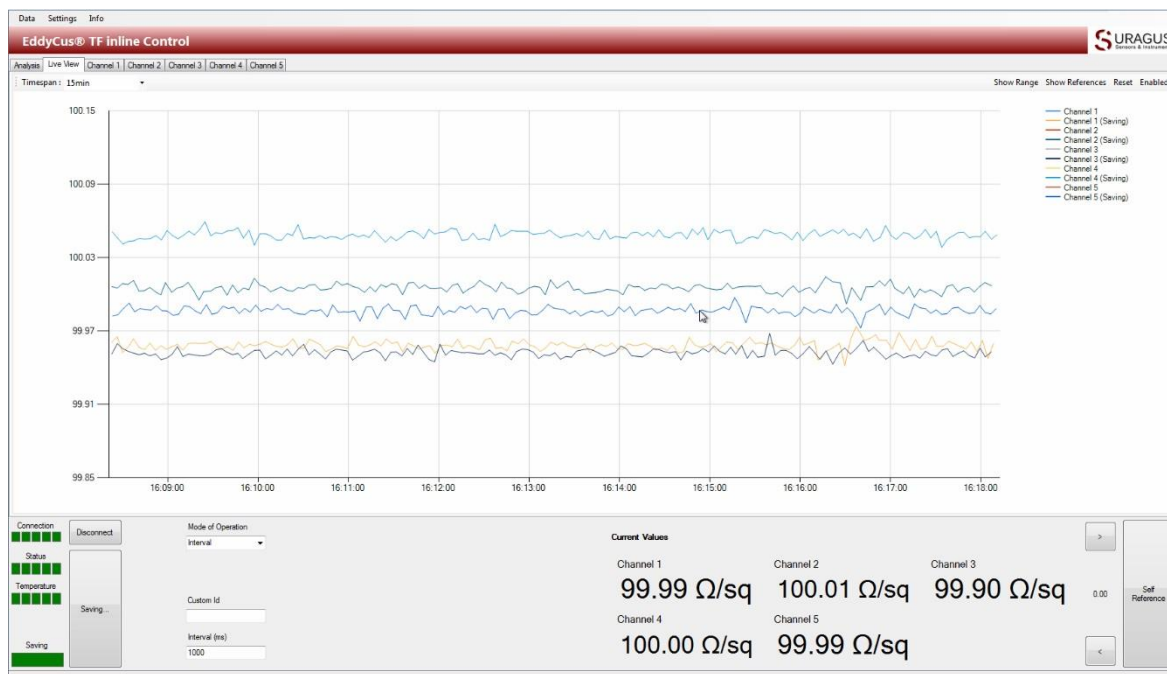 Data Settings Info
EddyCus® TF inline Control
SURAGUS
Sensors & Instruments
Analysis Live View Channel 1 Channel 2 Channel 3 Channel 4 Channel 5
Timespan: 15min
Show Range Show References Reset Enabled
100.15
100.09
100.03
99.97
99.91
99.85
16:09:00 16:10:00 16:11:00 16:12:00 16:13:00 16:14:00 16:15:00 16:16:00 16:17:00 16:18:00
Channel 1
Channel 1 (Saving)
Channel 2
Channel 2 (Saving)
Channel 3
Channel 3 (Saving)
Channel 4
Channel 4 (Saving)
Channel 5
Channel 5 (Saving)
Connection
Disconnect
Status
Temperature
Saving...
Saving
Mode of Operation
Interval
Custom Id
Interval (ms)
1000
Current Values
Channel 1 Channel 2 Channel 3
99.99 Ω/sq 100.01 Ω/sq 99.90 Ω/sq
Channel 4 Channel 5
100.00 Ω/sq 99.99 Ω/sq
>
0.00
<
Self
Reference